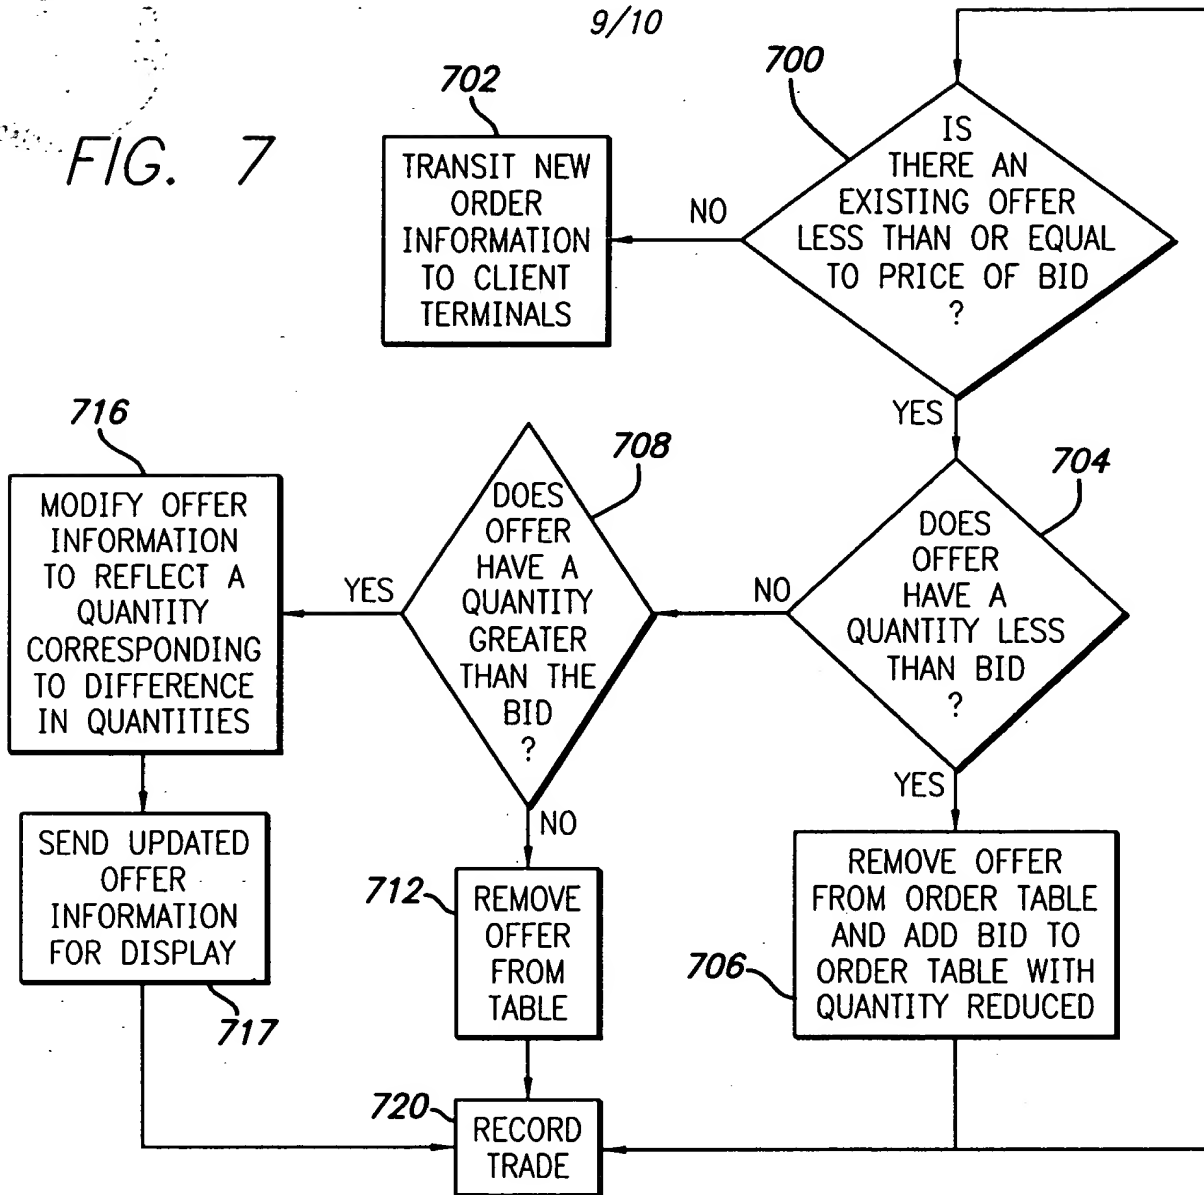 9/10
FIG. 7
700
IS
THERE AN
EXISTING OFFER
LESS THAN OR EQUAL
TO PRICE OF BID
?
NO
YES
702
TRANSIT NEW
ORDER
INFORMATION
TO CLIENT
TERMINALS
704
DOES
OFFER
HAVE A
QUANTITY LESS
THAN BID
?
NO
YES
708
DOES
OFFER
HAVE A
QUANTITY
GREATER
THAN THE
BID
?
YES
NO
716
MODIFY OFFER
INFORMATION
TO REFLECT A
QUANTITY
CORRESPONDING
TO DIFFERENCE
IN QUANTITIES
SEND UPDATED
OFFER
INFORMATION
FOR DISPLAY
717
712
REMOVE
OFFER
FROM
TABLE
706
REMOVE OFFER
FROM ORDER TABLE
AND ADD BID TO
ORDER TABLE WITH
QUANTITY REDUCED
720
RECORD
TRADE